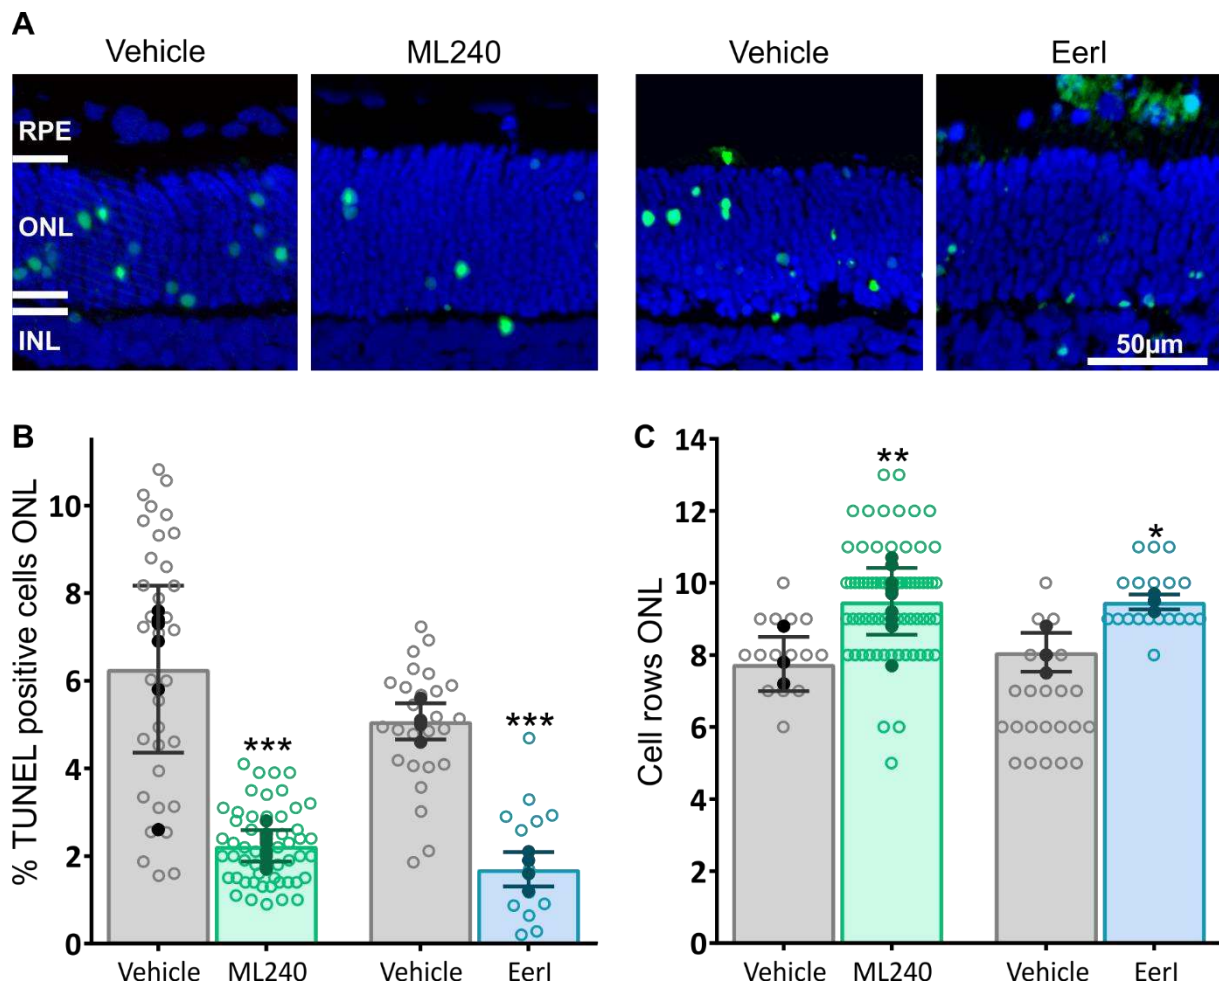 A
Vehicle ML240 Vehicle EerI
RPE
ONL
INL
50µm
B
% TUNEL positive cells ONL
10
8
6
4
2
0
***
***
Vehicle ML240 Vehicle EerI
C
Cell rows ONL
14
12
10
8
6
4
2
0
**
*
Vehicle ML240 Vehicle EerI